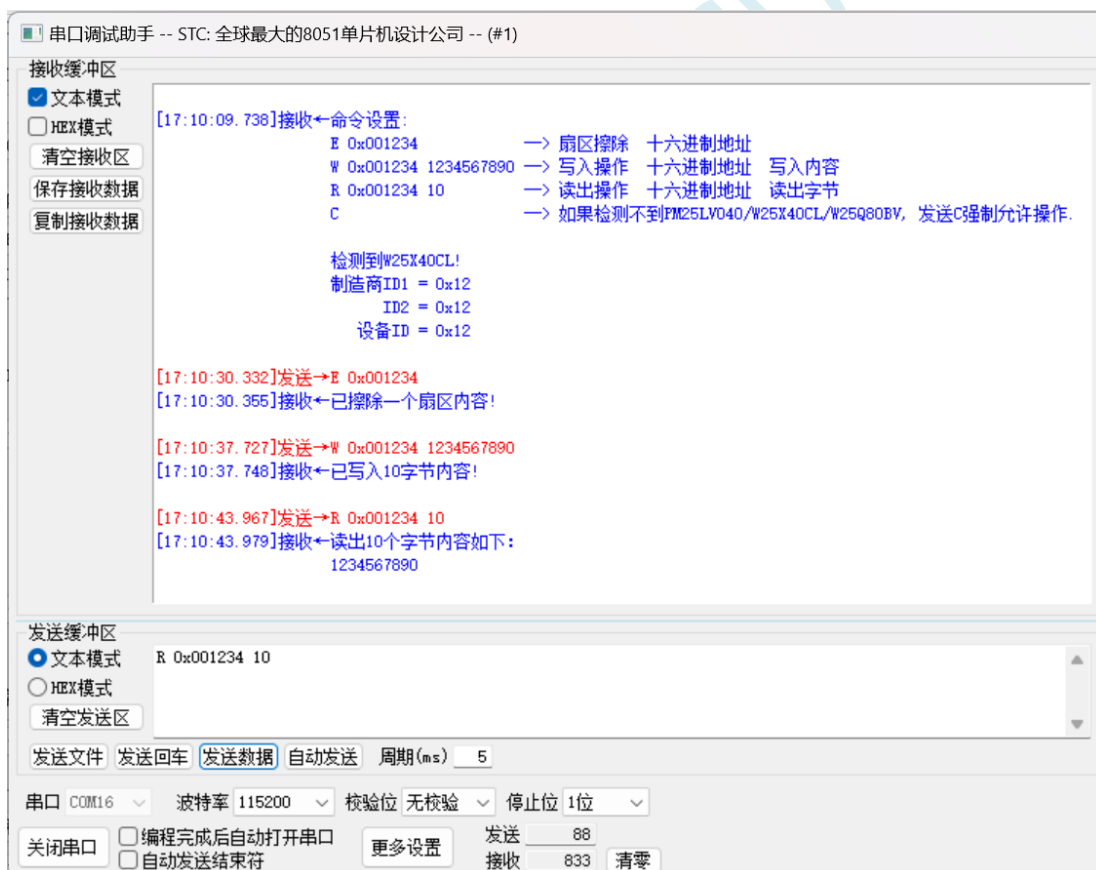 串口调试助手 -- STC: 全球最大的8051单片机设计公司 -- (#1)
接收缓冲区
文本模式
HEX模式
清空接收区
保存接收数据
复制接收数据
[17:10:09.738]接收←命令设置:
E 0x001234 —> 扇区擦除 十六进制地址
W 0x001234 1234567890 —> 写入操作 十六进制地址 写入内容
R 0x001234 10 —> 读出操作 十六进制地址 读出字节
C —> 如果检测不到PM25LV040/W25X40CL/W25Q80BV, 发送C强制允许操作.
检测到W25X40CL!
制造商ID1 = 0x12
ID2 = 0x12
设备ID = 0x12
[17:10:30.332]发送→E 0x001234
[17:10:30.355]接收←已擦除一个扇区内容!
[17:10:37.727]发送→W 0x001234 1234567890
[17:10:37.748]接收←已写入10字节内容!
[17:10:43.967]发送→R 0x001234 10
[17:10:43.979]接收←读出10个字节内容如下：
1234567890
发送缓冲区
文本模式
HEX模式
清空发送区
R 0x001234 10
发送文件 发送回车 发送数据 自动发送 周期(ms) 5
串口 COM16 波特率 115200 校验位 无校验 停止位 1位
关闭串口
编程完成后自动打开串口
自动发送结束符
更多设置
发送 88
接收 833 清零